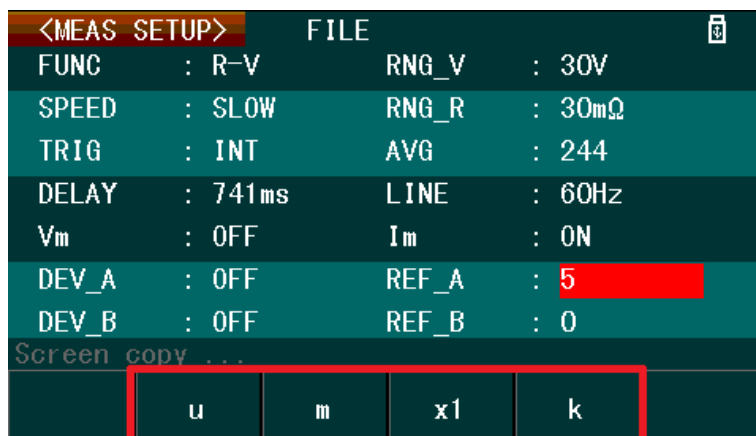 <MEAS SETUP> FILE
FUNC : R-V RNG_V : 30V
SPEED : SLOW RNG_R : 30mΩ
TRIG : INT AVG : 244
DELAY : 741ms LINE : 60Hz
Vm : OFF Im : ON
DEV_A : OFF REF_A : 5
DEV_B : OFF REF_B : 0
Screen copy ...
u m x1 k